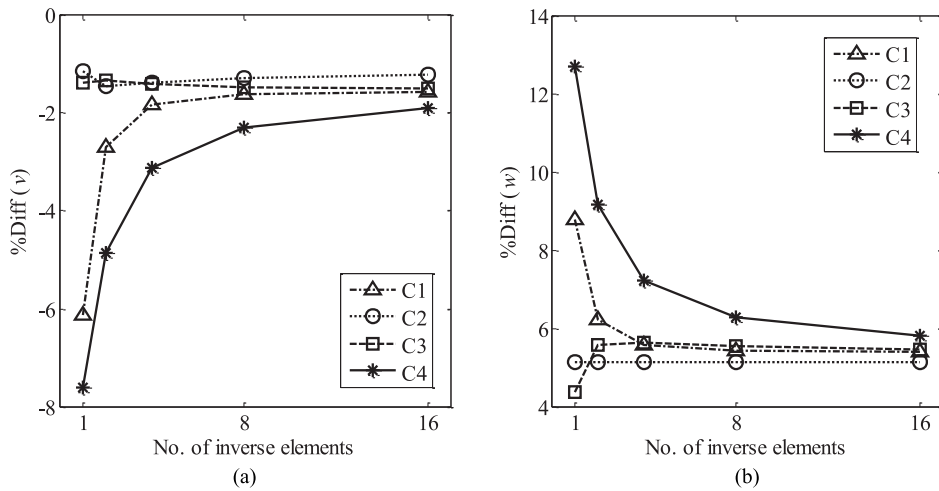 0
-2
-4
-6
-8
%Diff (v)
1
8
16
No. of inverse elements
(a)
C1
C2
C3
C4
14
12
10
8
6
4
%Diff (w)
1
8
16
No. of inverse elements
(b)
C1
C2
C3
C4